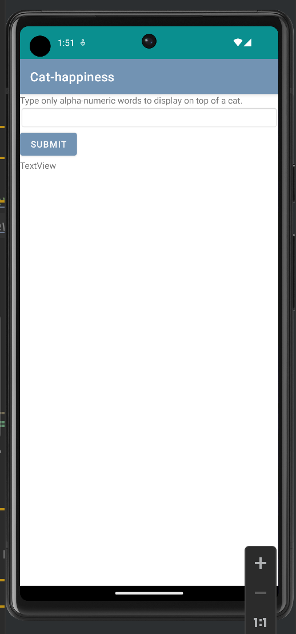 1:51
Cat-happiness
Type only alpha-numeric words to display on top of a cat.
SUBMIT
TextView
+
−
1:1